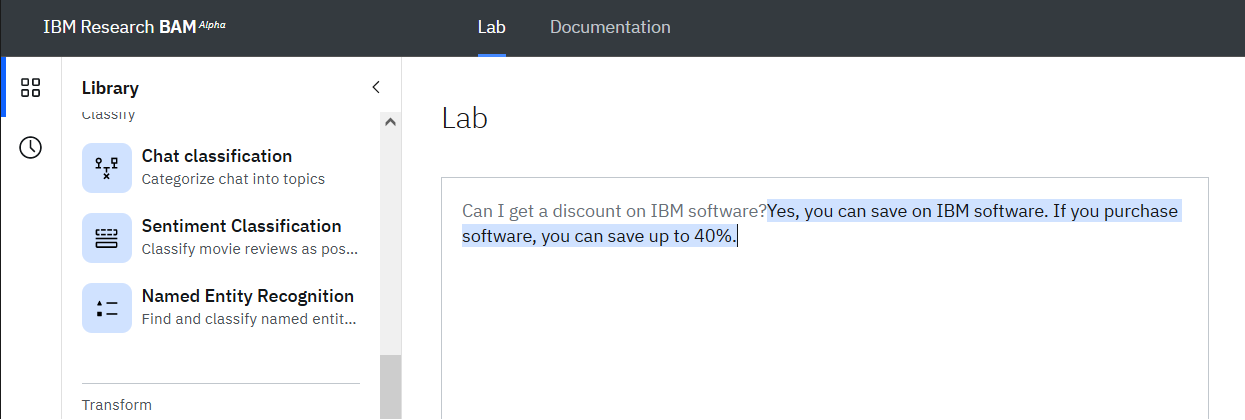 IBM Research BAM Alpha
Lab
Documentation
Library
Classify
Chat classification
Categorize chat into topics
Sentiment Classification
Classify movie reviews as pos...
Named Entity Recognition
Find and classify named entit...
Transform
Lab
Can I get a discount on IBM software?Yes, you can save on IBM software. If you purchase
software, you can save up to 40%.